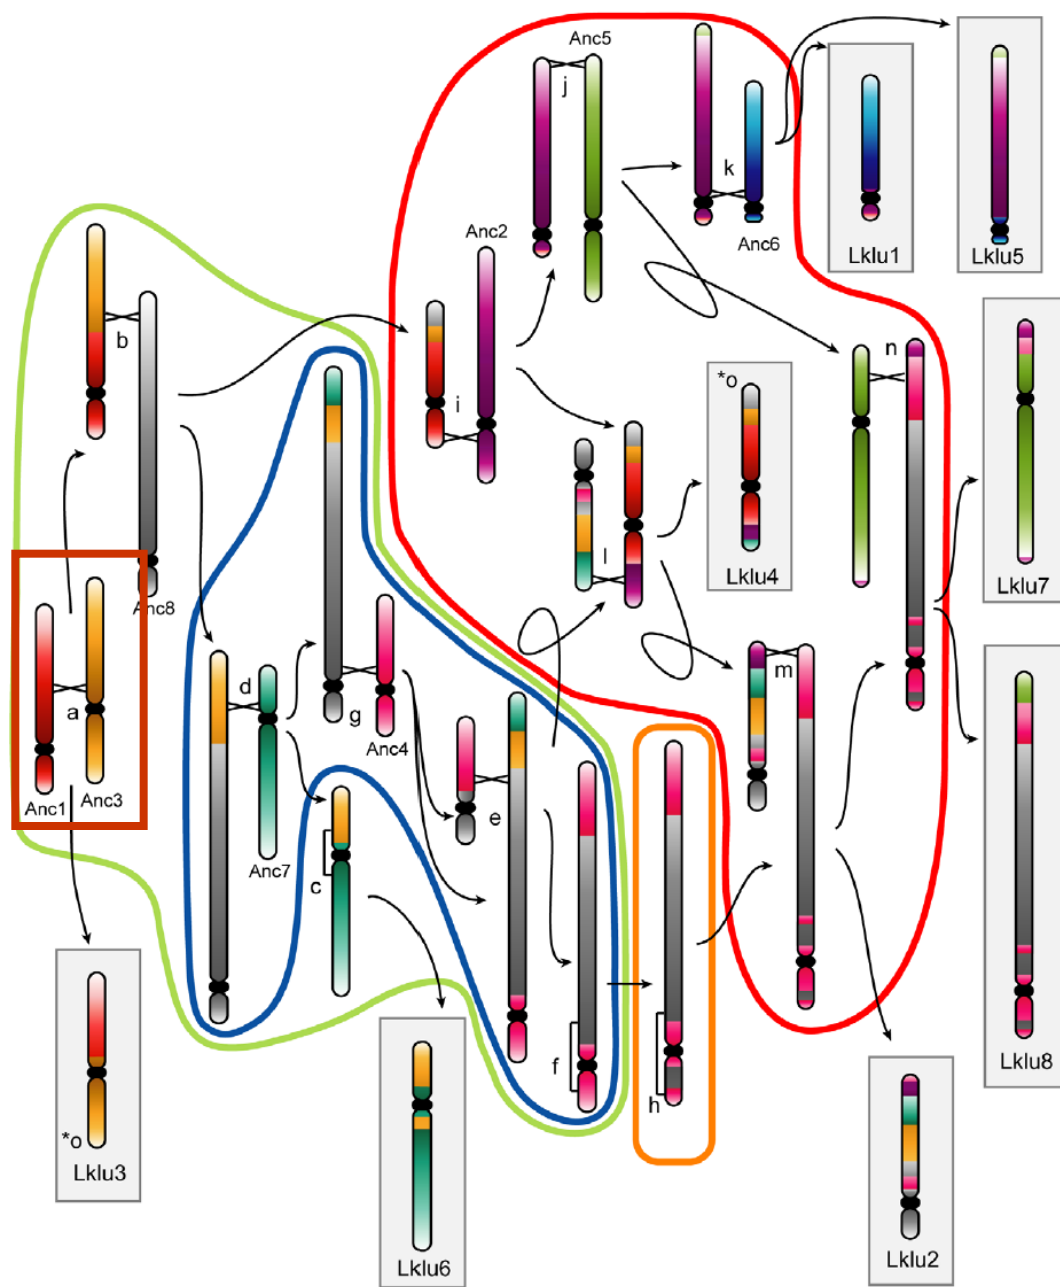 Anc5
j
k
Anc6
Lklu1
Lklu5
Anc2
b
i
n
*o
Lklu4
Lklu7
Anc8
l
a
d
g
Anc4
m
Anc1
Anc3
e
Anc7
c
f
h
Lklu8
*o
Lklu3
Lklu6
Lklu2